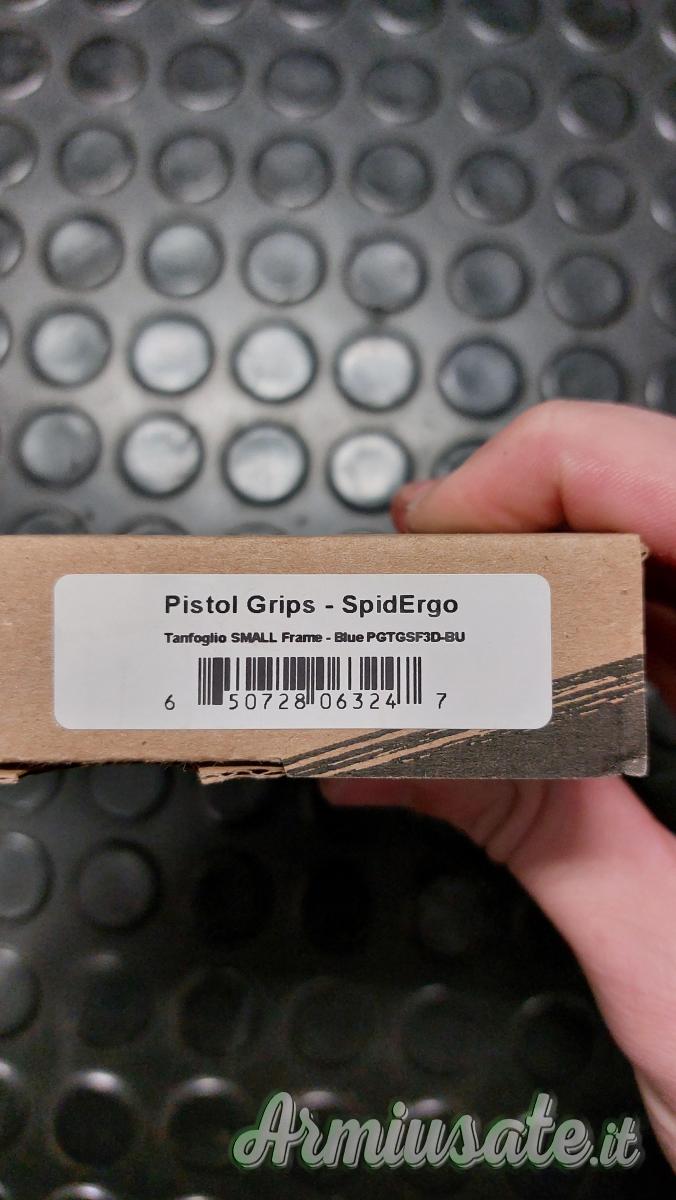 Pistol Grips - SpidErgo
Tanfoglio SMALL Frame - Blue PGTGSF3D-BU
6 50728 06324 7
Armiusate.it